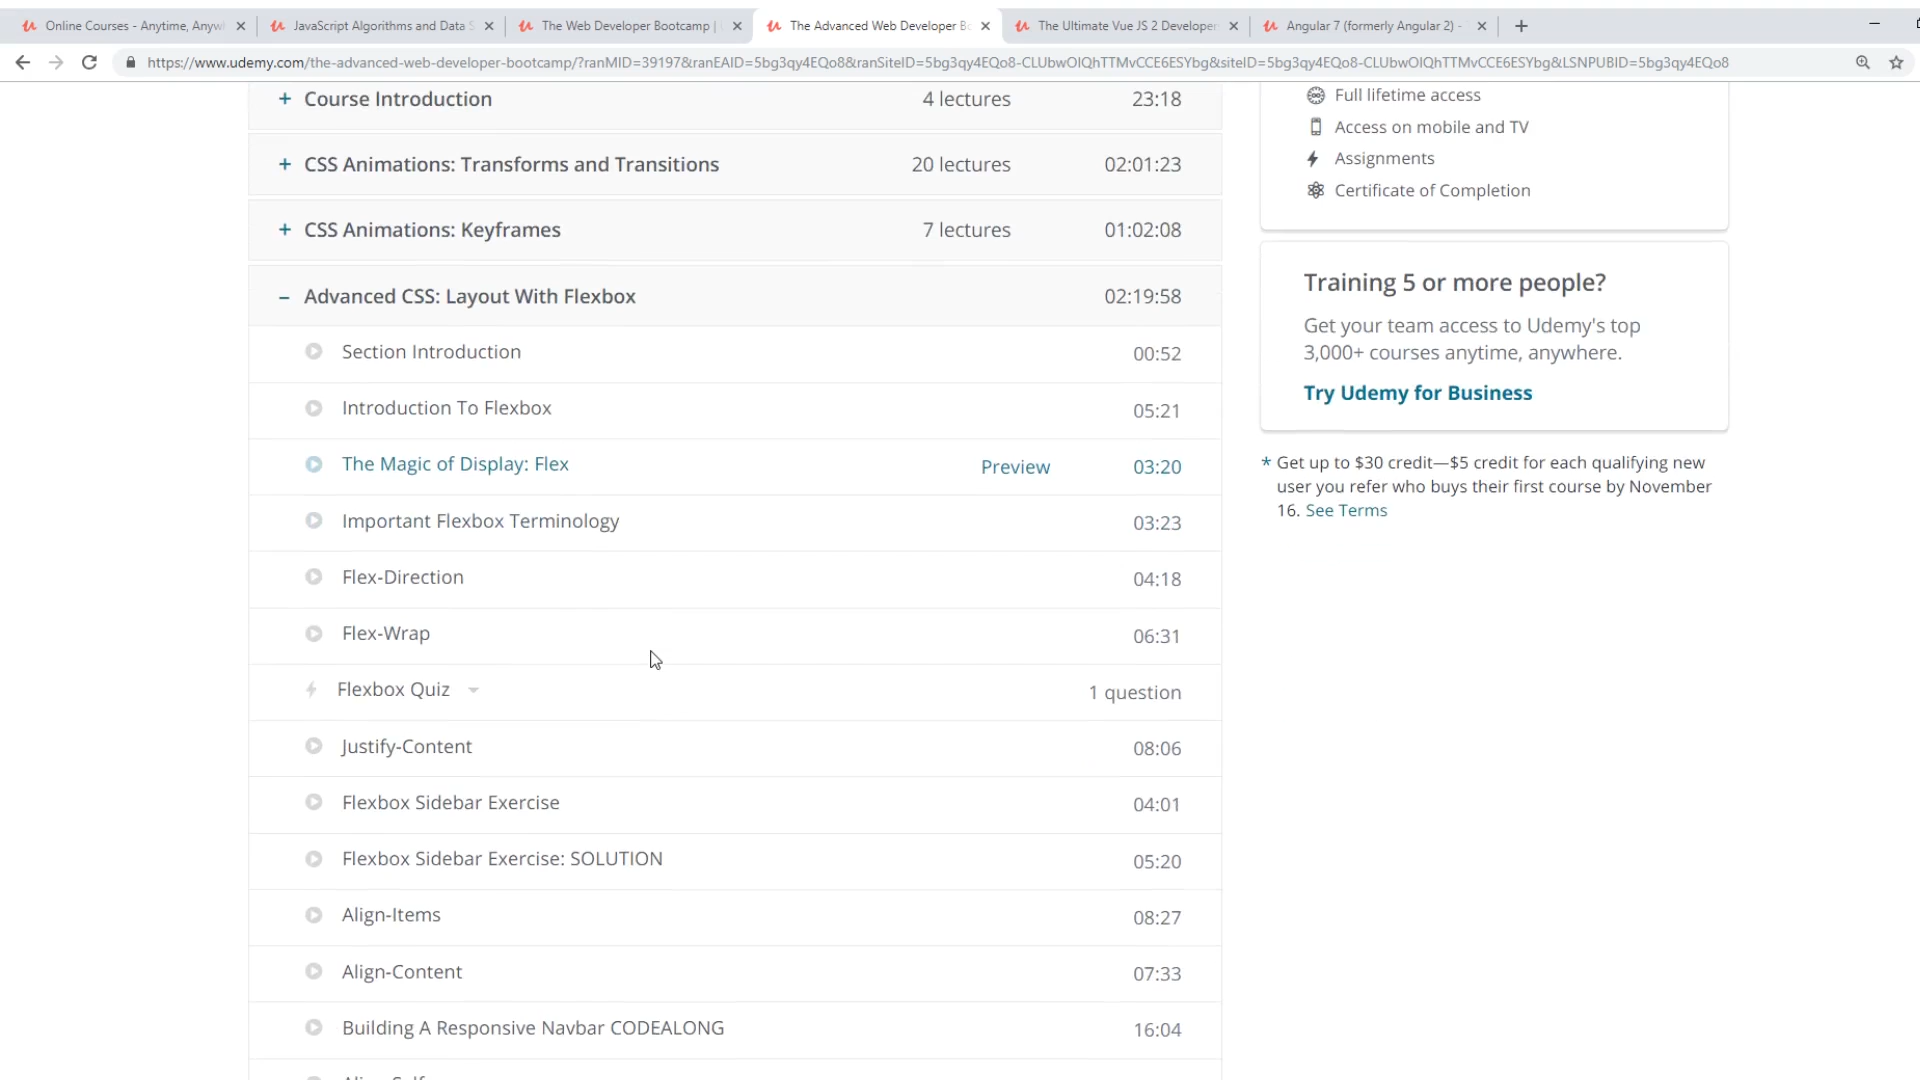 Online Courses - Anytime, Anyw
JavaScript Algorithms and Data S
The Web Developer Bootcamp |
The Advanced Web Developer Bo
The Ultimate Vue JS 2 Developer
Angular 7 (formerly Angular 2) -
https://www.udemy.com/the-advanced-web-developer-bootcamp/?ranMID=39197&ranEAID=5bg3qy4EQo8&ranSiteID=5bg3qy4EQo8-CLUbwOIQhTTMvCCE6ESYbg&siteID=5bg3qy4EQo8-CLUbwOIQhTTMvCCE6ESYbg&LSNPUBID=5bg3qy4EQo8
+ Course Introduction 4 lectures 23:18
+ CSS Animations: Transforms and Transitions 20 lectures 02:01:23
+ CSS Animations: Keyframes 7 lectures 01:02:08
– Advanced CSS: Layout With Flexbox 02:19:58
Section Introduction 00:52
Introduction To Flexbox 05:21
The Magic of Display: Flex Preview 03:20
Important Flexbox Terminology 03:23
Flex-Direction 04:18
Flex-Wrap 06:31
Flexbox Quiz 1 question
Justify-Content 08:06
Flexbox Sidebar Exercise 04:01
Flexbox Sidebar Exercise: SOLUTION 05:20
Align-Items 08:27
Align-Content 07:33
Building A Responsive Navbar CODEALONG 16:04
Full lifetime access
Access on mobile and TV
Assignments
Certificate of Completion
Training 5 or more people?
Get your team access to Udemy's top
3,000+ courses anytime, anywhere.
Try Udemy for Business
* Get up to $30 credit—$5 credit for each qualifying new
user you refer who buys their first course by November
16. See Terms